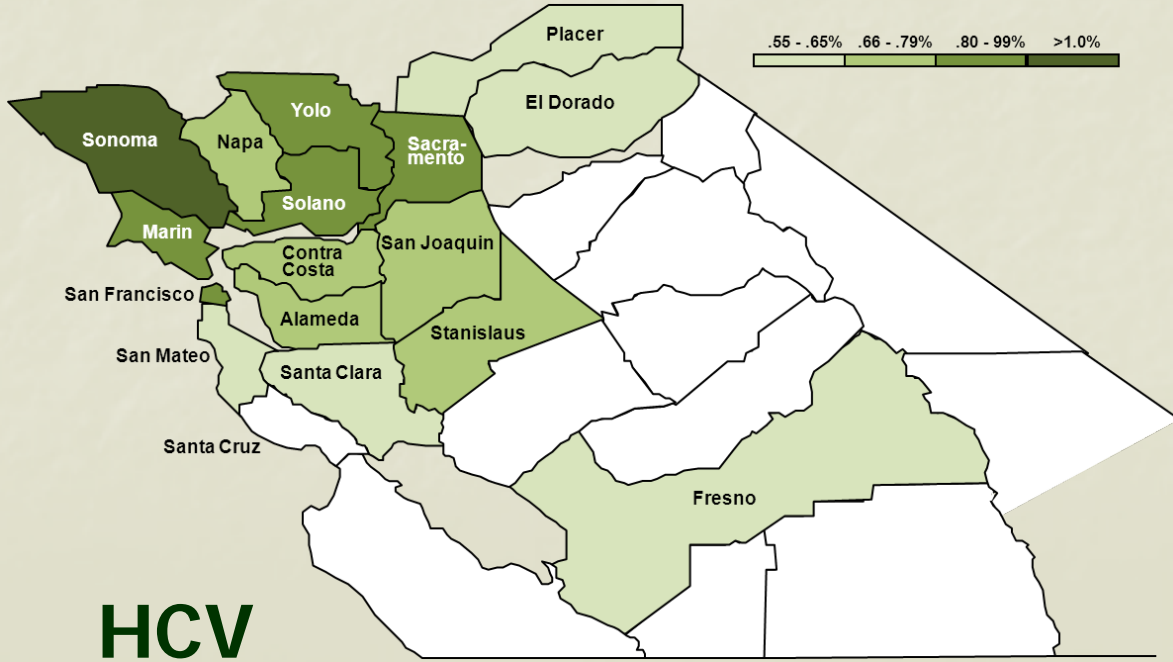 Placer
.55 - .65% .66 - .79% .80 - 99% >1.0%
El Dorado
Yolo
Sonoma
Napa
Sacra-
mento
Solano
Marin
San Joaquin
Contra
Costa
San Francisco
Alameda
Stanislaus
San Mateo
Santa Clara
Santa Cruz
Fresno
HCV